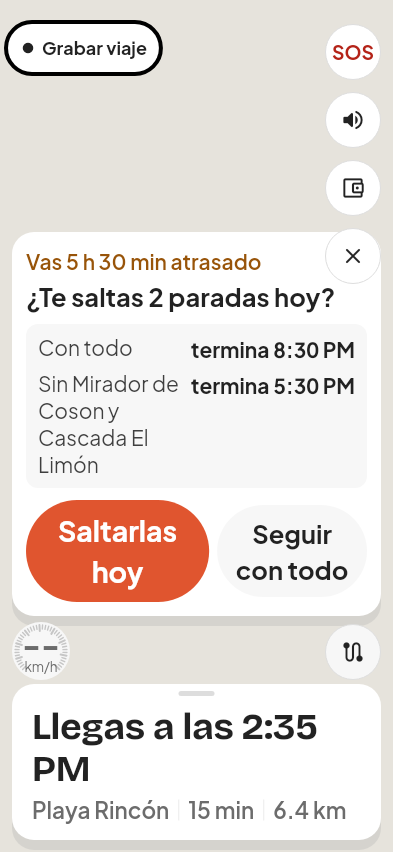 Grabar viaje
SOS
Vas 5 h 30 min atrasado
¿Te saltas 2 paradas hoy?
Con todo termina 8:30 PM
Sin Mirador de termina 5:30 PM
Coson y
Cascada El
Limón
Saltarlas
hoy
Seguir
con todo
-- 
km/h
Llegas a las 2:35
PM
Playa Rincón 15 min 6.4 km